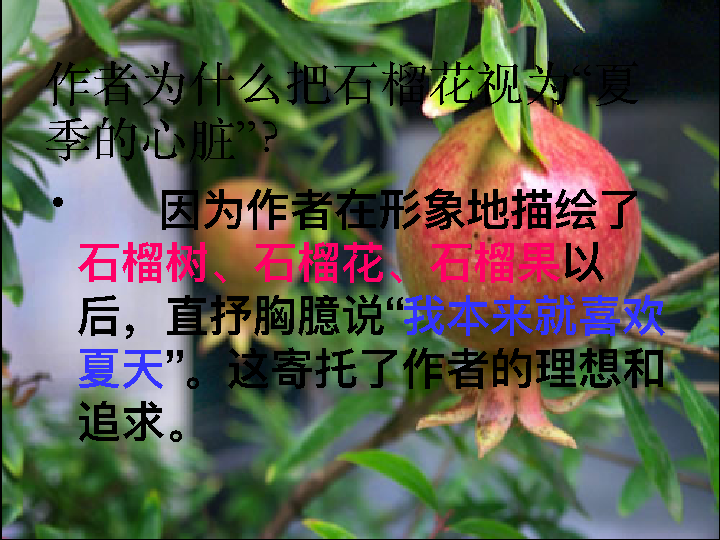 作者为什么把石榴花视为“夏
季的心脏”?
• 因为作者在形象地描绘了
石榴树、石榴花、石榴果以
后，直抒胸臆说“我本来就喜欢
夏天”。这寄托了作者的理想和
追求。